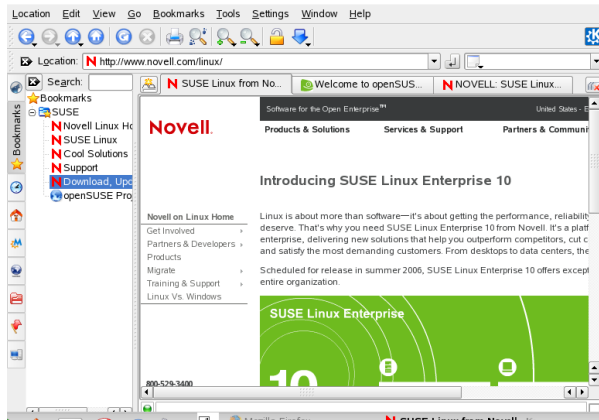 Location Edit View Go Bookmarks Tools Settings Window Help
Location: http://www.novell.com/linux/
Search:
SUSE Linux from No...
Welcome to openSUS...
NOVELL: SUSE Linux...
Bookmarks
Bookmarks
SUSE
Novell Linux Ho
SUSE Linux
Cool Solutions
Support
Download, Upd
openSUSE Proj
Software for the Open Enterprise™
United States - E
Novell.
Products & Solutions
Services & Support
Partners & Communi
Introducing SUSE Linux Enterprise 10
Novell on Linux Home
Get Involved
Partners & Developers
Products
Migrate
Training & Support
Linux Vs. Windows
800-529-3400
Linux is about more than software—it's about getting the performance, reliability
deserve. That's why you need SUSE Linux Enterprise 10 from Novell. It's a platf
enterprise, delivering new solutions that help you outperform competitors, cut c
and satisfy the most demanding customers. From desktops to data centers, the
Scheduled for release in summer 2006, SUSE Linux Enterprise 10 offers except
entire organization.
SUSE Linux Enterprise
10
SUSE Linux from Novell